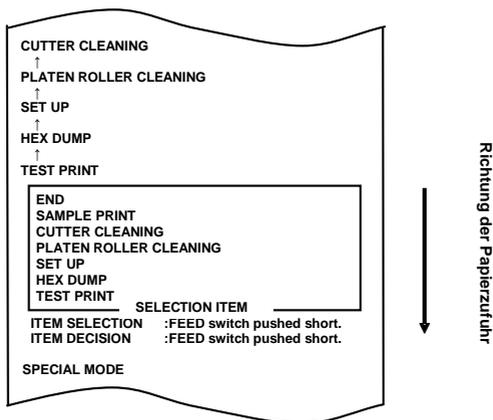 CUTTER CLEANING
↑
PLATEN ROLLER CLEANING
↑
SET UP
↑
HEX DUMP
↑
TEST PRINT
END
SAMPLE PRINT
CUTTER CLEANING
PLATEN ROLLER CLEANING
SET UP
HEX DUMP
TEST PRINT
SELECTION ITEM
ITEM SELECTION :FEED switch pushed short.
ITEM DECISION :FEED switch pushed short.
SPECIAL MODE
Richtung der Papierzufuhr